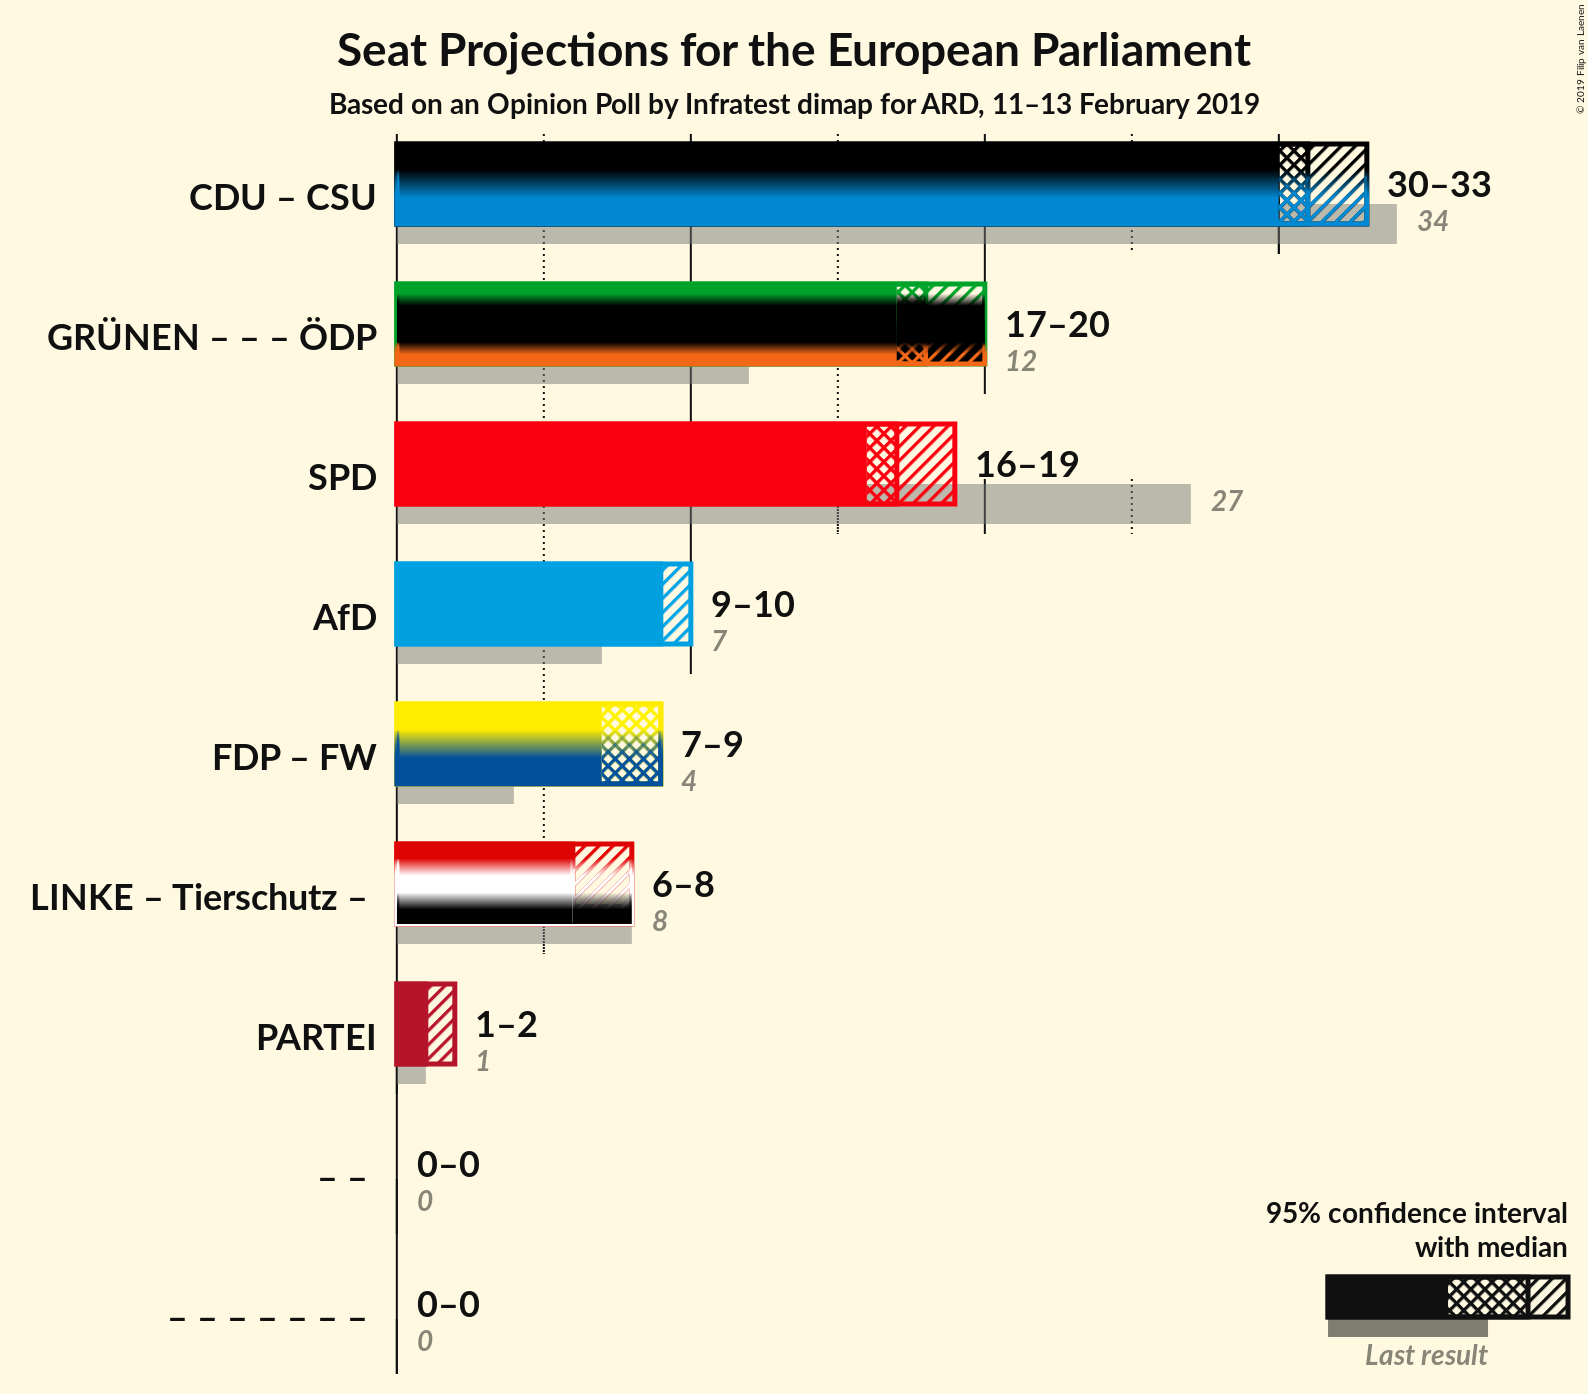 Seat Projections for the European Parliament
Based on an Opinion Poll by Infratest dimap for ARD, 11–13 February 2019
© 2019 Filip van Laenen
CDU – CSU
30–33
34
GRÜNEN – – – ÖDP
17–20
12
SPD
16–19
27
AfD
9–10
7
FDP – FW
7–9
4
LINKE – Tierschutz –
6–8
8
PARTEI
1–2
1
– –
0–0
0
– – – – – – –
0–0
0
95% confidence interval
with median
Last result